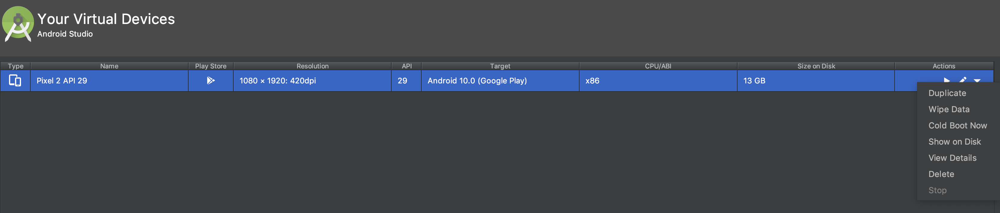 Your Virtual Devices
Android Studio
Type Name Play Store Resolution API Target CPU/ABI Size on Disk Actions
Pixel 2 API 29 1080 × 1920: 420dpi 29 Android 10.0 (Google Play) x86 13 GB
Duplicate
Wipe Data
Cold Boot Now
Show on Disk
View Details
Delete
Stop